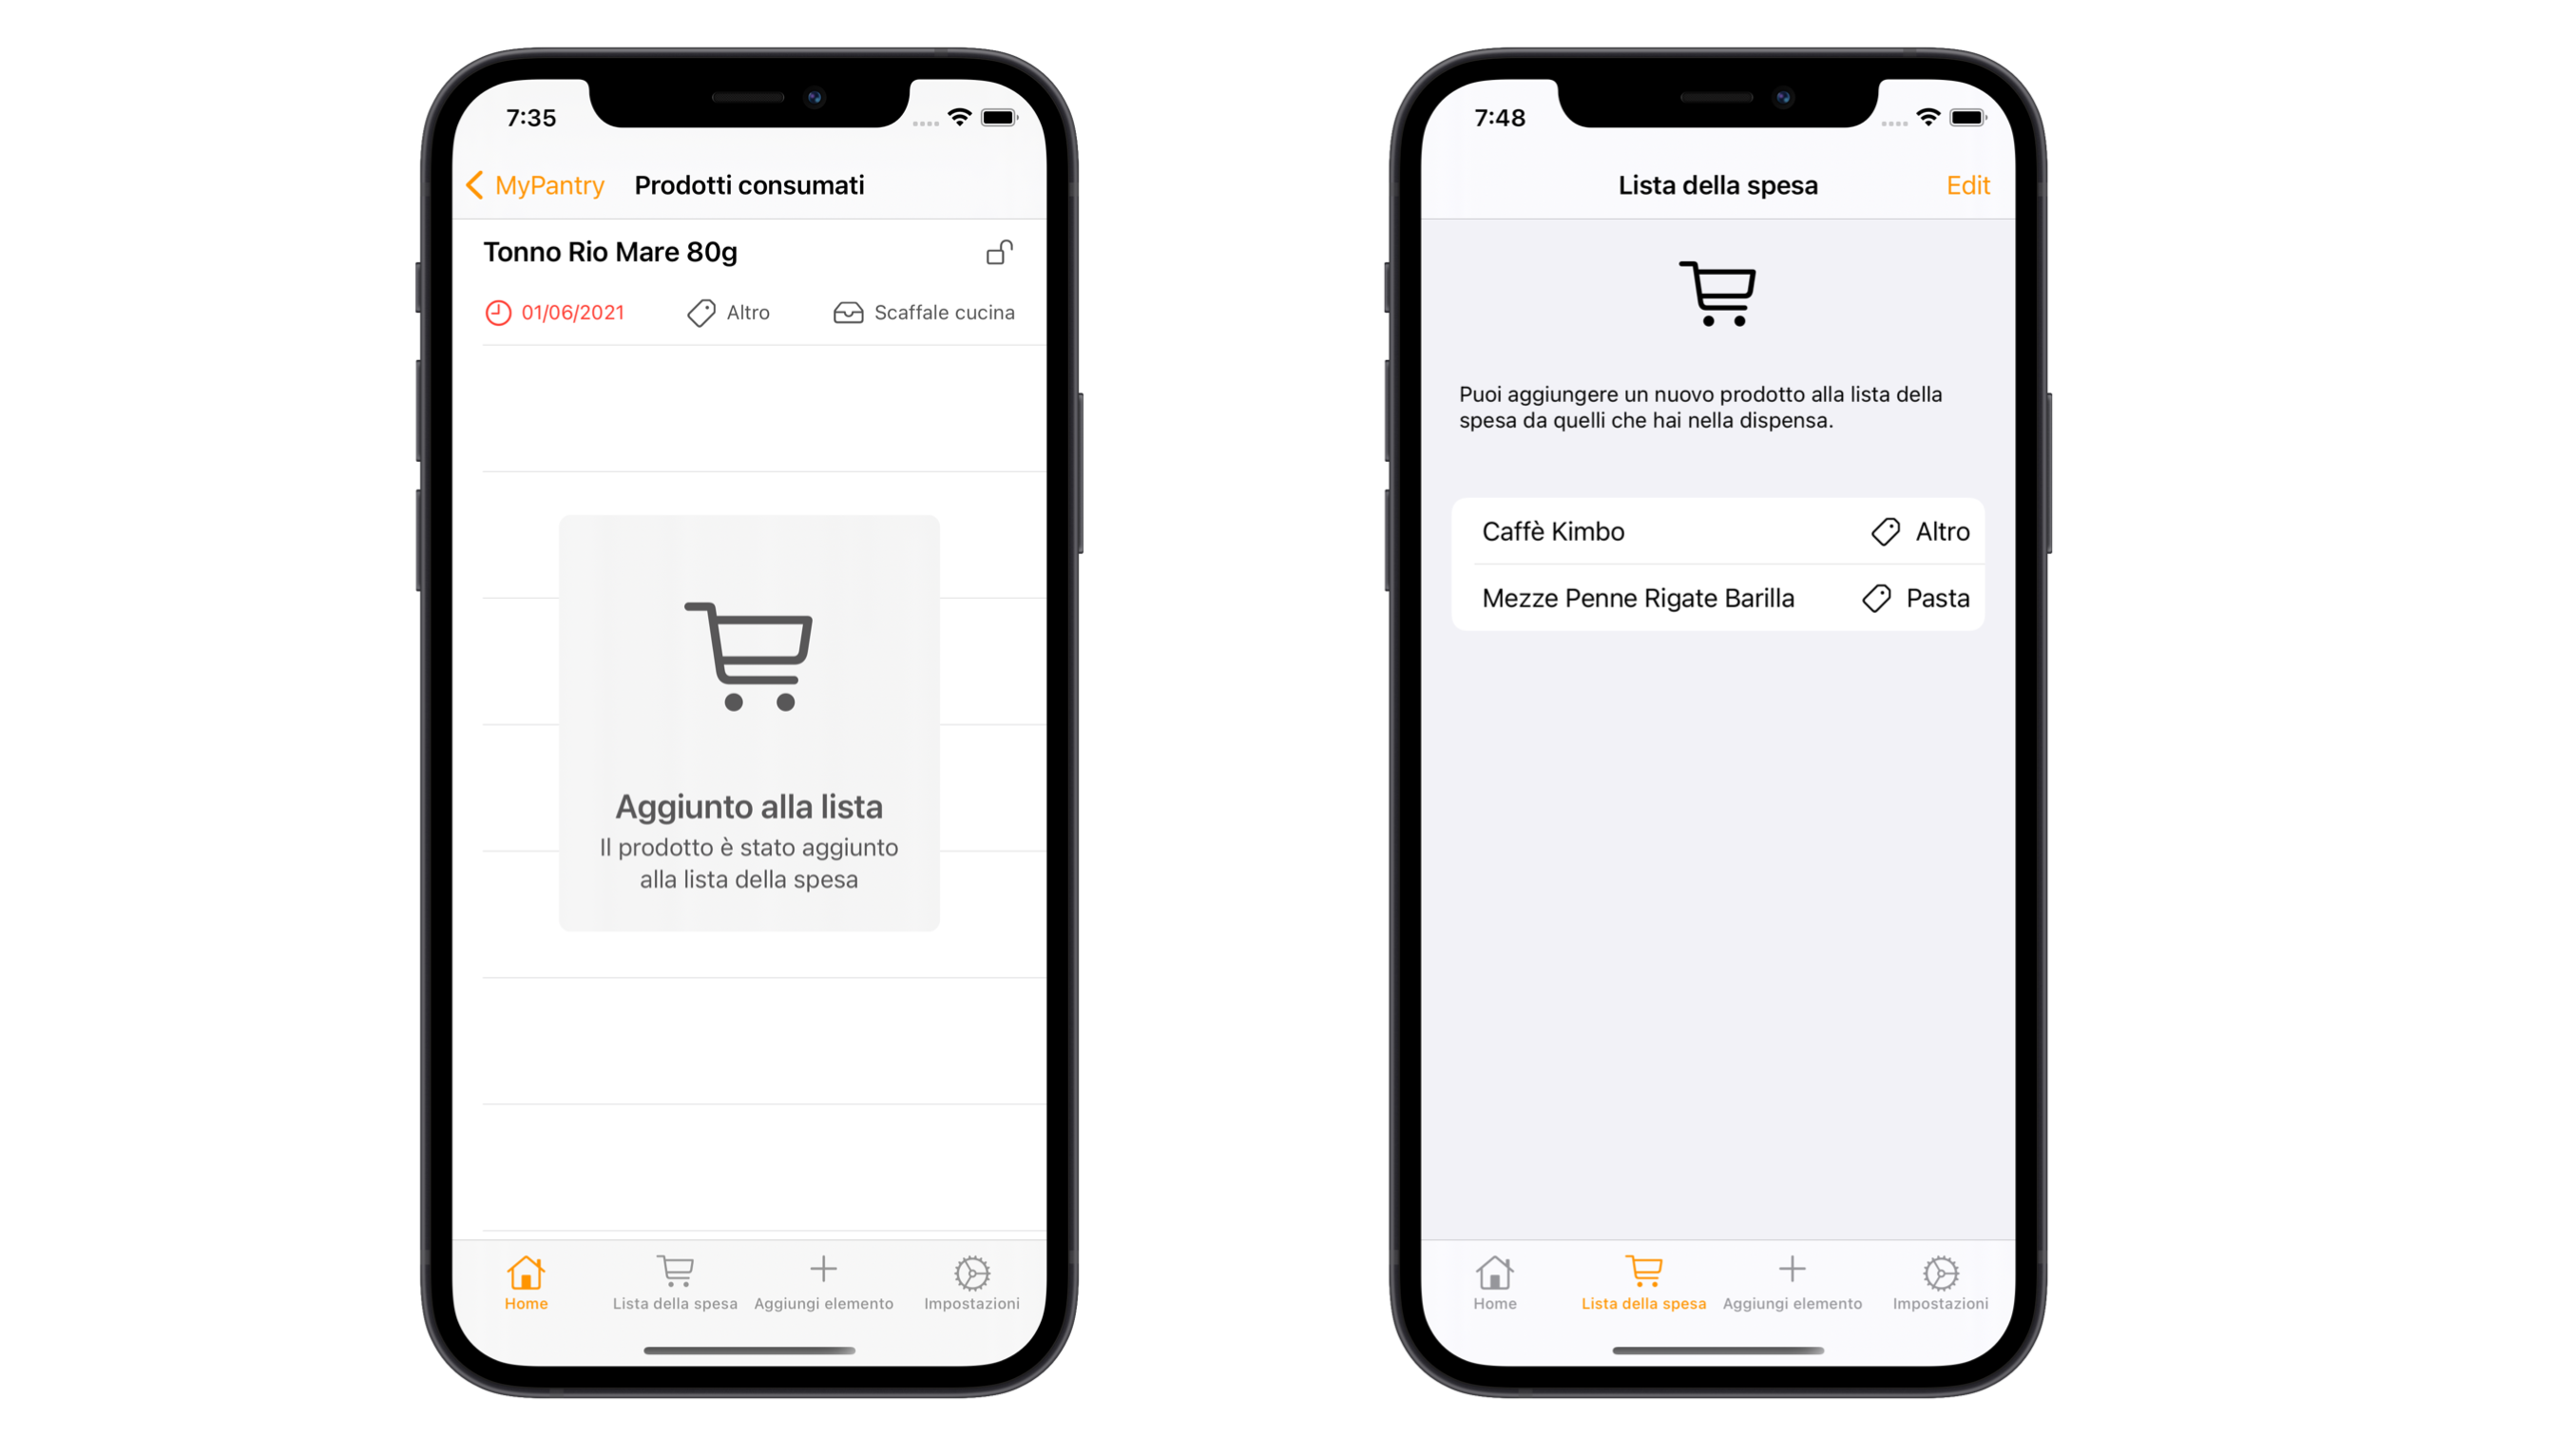 7:35
MyPantry Prodotti consumati
Tonno Rio Mare 80g
01/06/2021 Altro Scaffale cucina
Aggiunto alla lista
Il prodotto è stato aggiunto
alla lista della spesa
Home Lista della spesa Aggiungi elemento Impostazioni
7:48
Lista della spesa Edit
Puoi aggiungere un nuovo prodotto alla lista della
spesa da quelli che hai nella dispensa.
Caffè Kimbo Altro
Mezze Penne Rigate Barilla Pasta
Home Lista della spesa Aggiungi elemento Impostazioni